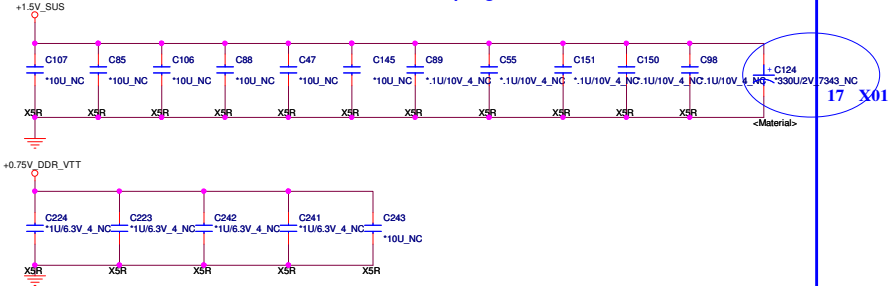 +1.5V_SUS
C107 C85 C106 C88 C47 C145 C89 C55 C151 C150 C98 + C124
*10U_NC *10U_NC *10U_NC *10U_NC *10U_NC *10U_NC *.1U/10V_4_NC *.1U/10V_4_NC *.1U/10V_4_NC *.1U/10V_4_NC *.1U/10V_4_NC *330U/2V_7343_NC
17 X01
X5R X5R X5R X5R X5R X5R X5R X5R X5R X5R X5R
<Material>
+0.75V_DDR_VTT
C224 C223 C242 C241 C243
*1U/6.3V_4_NC *1U/6.3V_4_NC *1U/6.3V_4_NC *1U/6.3V_4_NC
*10U_NC
X5R X5R X5R X5R X5R